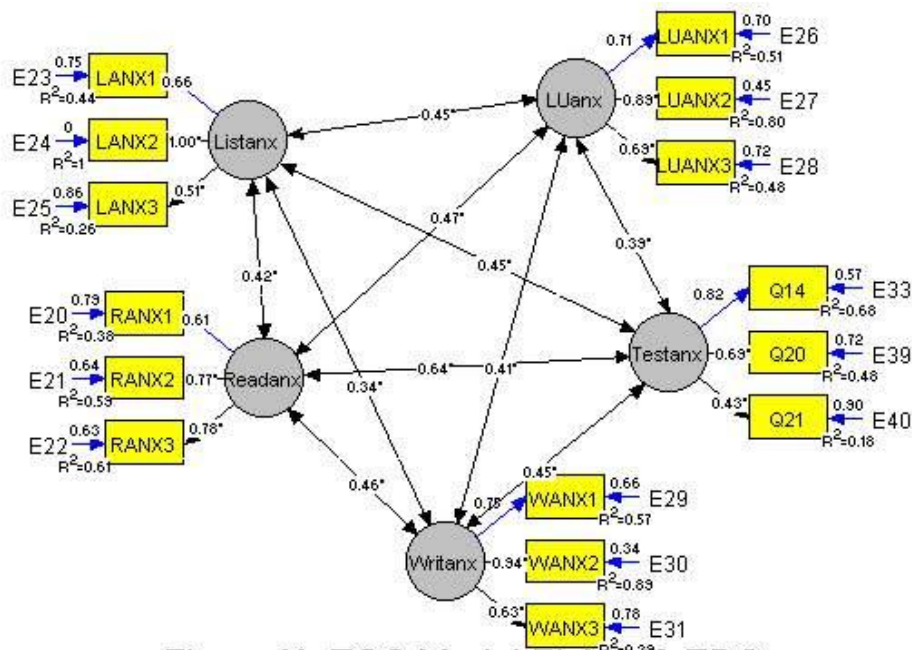 0.75
E23
LANX1
0.66
R²=0.44
0
E24
LANX2
1.00*
R²=1
0.86
E25
LANX3
0.51*
R²=0.26
Listanx
0.45*
LUanx
0.71
LUANX1
0.70
E26
R²=0.51
0.89*
LUANX2
0.45
E27
R²=0.80
0.69*
LUANX3
0.72
E28
R²=0.48
0.47*
0.39*
0.45*
0.42*
0.79
E20
RANX1
0.61
R²=0.38
0.64
E21
RANX2
0.77*
R²=0.59
0.63
E22
RANX3
0.78*
R²=0.61
Readanx
0.64*
0.34*
0.41*
Testanx
0.82
Q14
0.57
E33
R²=0.68
0.69*
Q20
0.72
E39
R²=0.48
0.43*
Q21
0.90
E40
R²=0.18
0.46*
0.45*
Writanx
0.75
WANX1
0.66
E29
R²=0.57
0.94*
WANX2
0.34
E30
R²=0.89
0.63*
WANX3
0.78
E31
R²=0.39